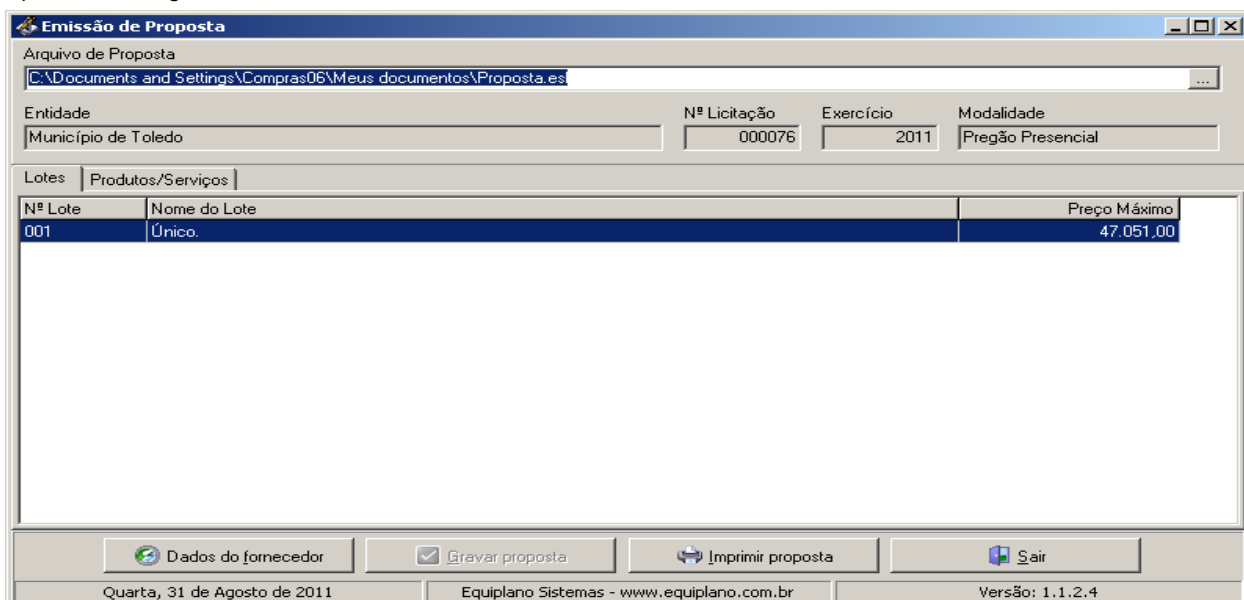 Emissão de Proposta
Arquivo de Proposta
C:\Documents and Settings\Compras06\Meus documentos\Proposta.esl
...
Entidade Nº Licitação Exercício Modalidade
Município de Toledo 000076 2011 Pregão Presencial
Lotes Produtos/Serviços
Nº Lote Nome do Lote Preço Máximo
001 Único. 47.051,00
Dados do fornecedor Gravar proposta Imprimir proposta Sair
Quarta, 31 de Agosto de 2011 Equiplano Sistemas - www.equiplano.com.br Versão: 1.1.2.4